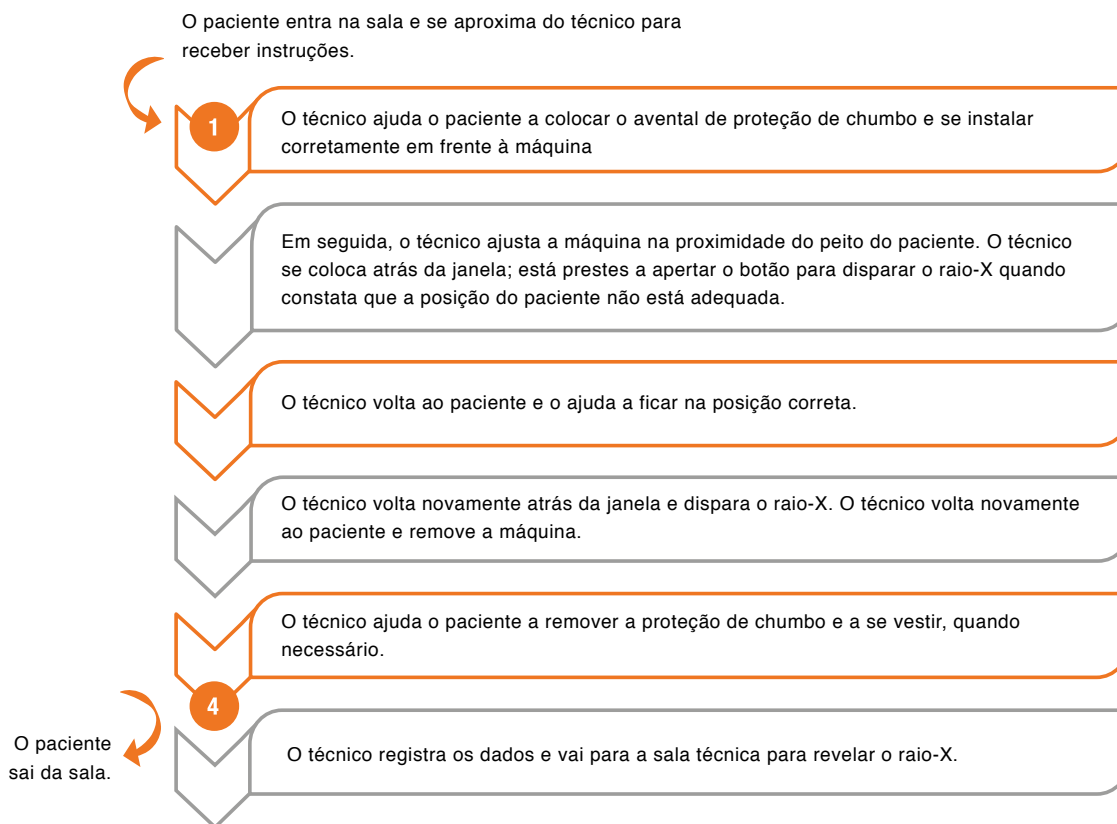 O paciente entra na sala e se aproxima do técnico para
receber instruções.
1
O técnico ajuda o paciente a colocar o avental de proteção de chumbo e se instalar
corretamente em frente à máquina
Em seguida, o técnico ajusta a máquina na proximidade do peito do paciente. O técnico
se coloca atrás da janela; está prestes a apertar o botão para disparar o raio-X quando
constata que a posição do paciente não está adequada.
O técnico volta ao paciente e o ajuda a ficar na posição correta.
O técnico volta novamente atrás da janela e dispara o raio-X. O técnico volta novamente
ao paciente e remove a máquina.
O técnico ajuda o paciente a remover a proteção de chumbo e a se vestir, quando
necessário.
4
O paciente
sai da sala.
O técnico registra os dados e vai para a sala técnica para revelar o raio-X.